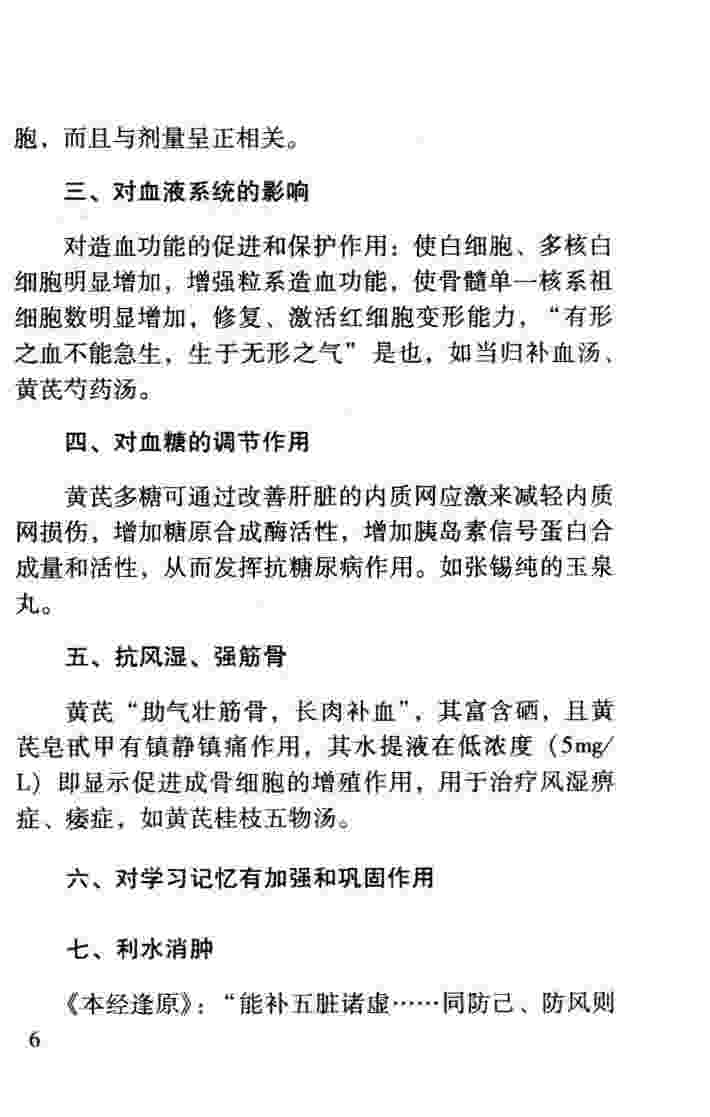 胞，而且与剂量呈正相关。
三、对血液系统的影响
对造血功能的促进和保护作用：使白细胞、多核白
细胞明显增加，增强粒系造血功能，使骨髓单一核系祖
细胞数明显增加，修复、激活红细胞变形能力，“有形
之血不能急生，生于无形之气”是也，如当归补血汤、
黄芪芍药汤。
四、对血糖的调节作用
黄芪多糖可通过改善肝脏的内质网应激来减轻内质
网损伤，增加糖原合成酶活性，增加胰岛素信号蛋白合
成量和活性，从而发挥抗糖尿病作用。如张锡纯的玉泉
丸。
五、抗风湿、强筋骨
黄芪“助气壮筋骨，长肉补血”，其富含硒，且黄
芪皂甙甲有镇静镇痛作用，其水提液在低浓度（5mg/
L）即显示促进成骨细胞的增殖作用，用于治疗风湿痹
症、痿症，如黄芪桂枝五物汤。
六、对学习记忆有加强和巩固作用
七、利水消肿
《本经逢原》：“能补五脏诸虚……同防己、防风则
6